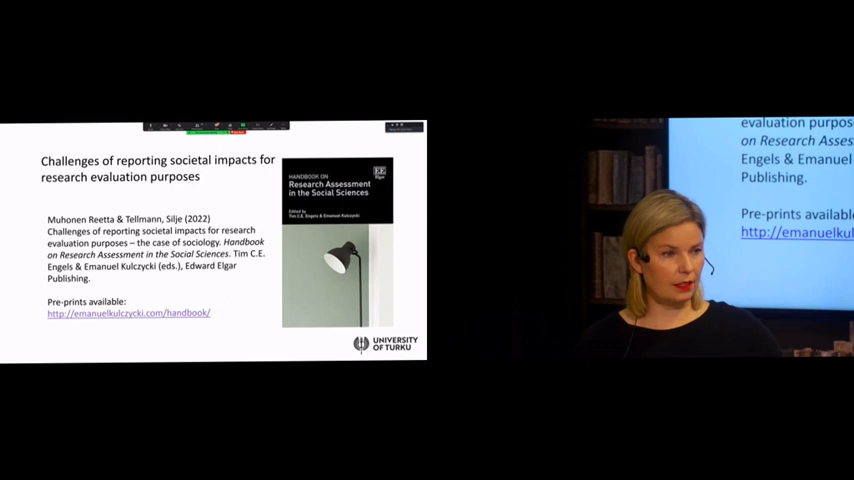 Challenges of reporting societal impacts for
research evaluation purposes
Muhonen Reetta & Tellmann, Silje (2022)
Challenges of reporting societal impacts for research
evaluation purposes – the case of sociology. Handbook
on Research Assessment in the Social Sciences. Tim C.E.
Engels & Emanuel Kulczycki (eds.), Edward Elgar
Publishing.
Pre-prints available:
http://emanuelkulczycki.com/handbook/
EE
Elgar
HANDBOOK ON
Research Assessment
in the Social Sciences
Edited by
Tim C.E. Engels & Emanuel Kulczycki
UNIVERSITY
OF TURKU
evaluation purpos
on Research Assess
Engels & Emanuel
Publishing.
Pre-prints availabl
http://emanuelkul